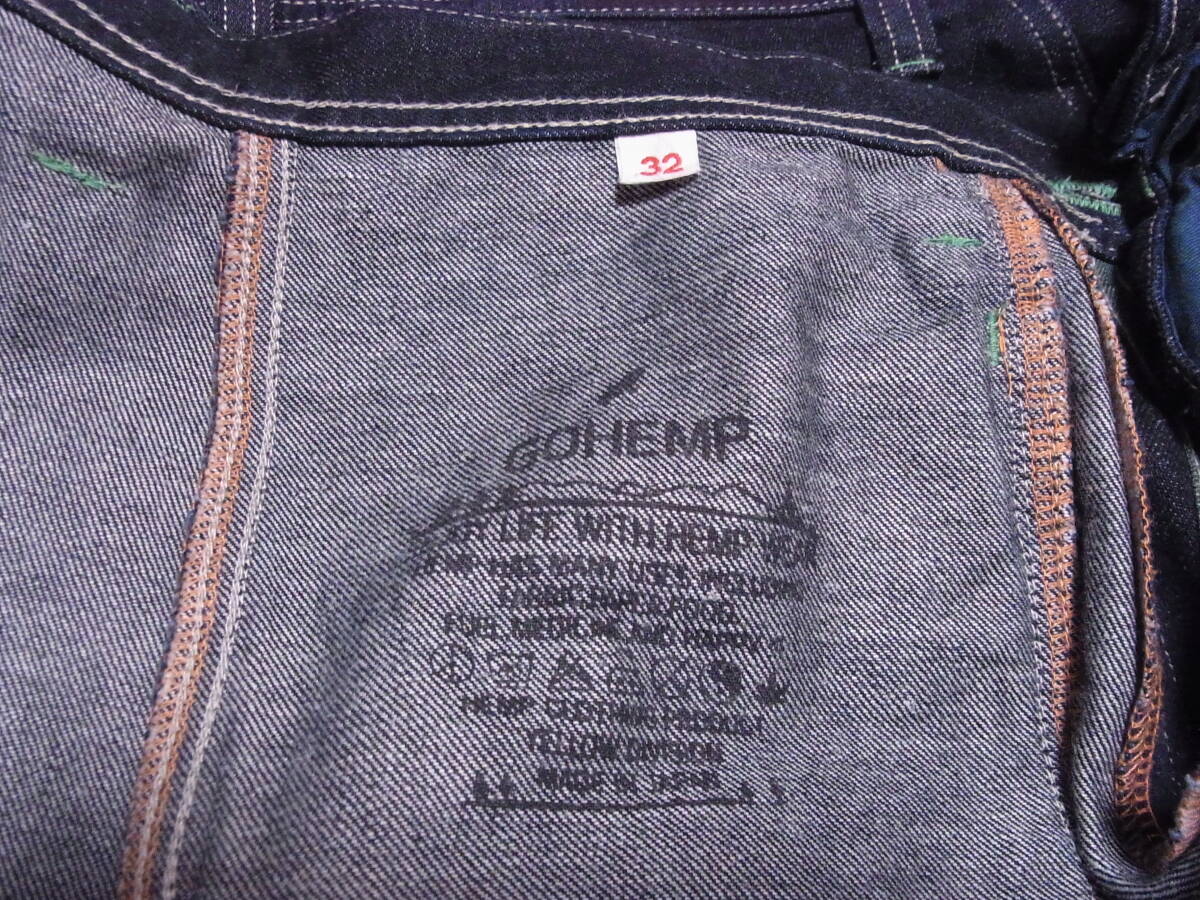 32
GOHEMP
LIFE WITH HEMP
HEMP HAS MANY USES INCLUDING
FABRIC, PAPER, FOOD,
FUEL, MEDICINE AND HAPPY
HEMP CLOTHING PRODUCT
YELLOW DIVISION
MADE IN JAPAN